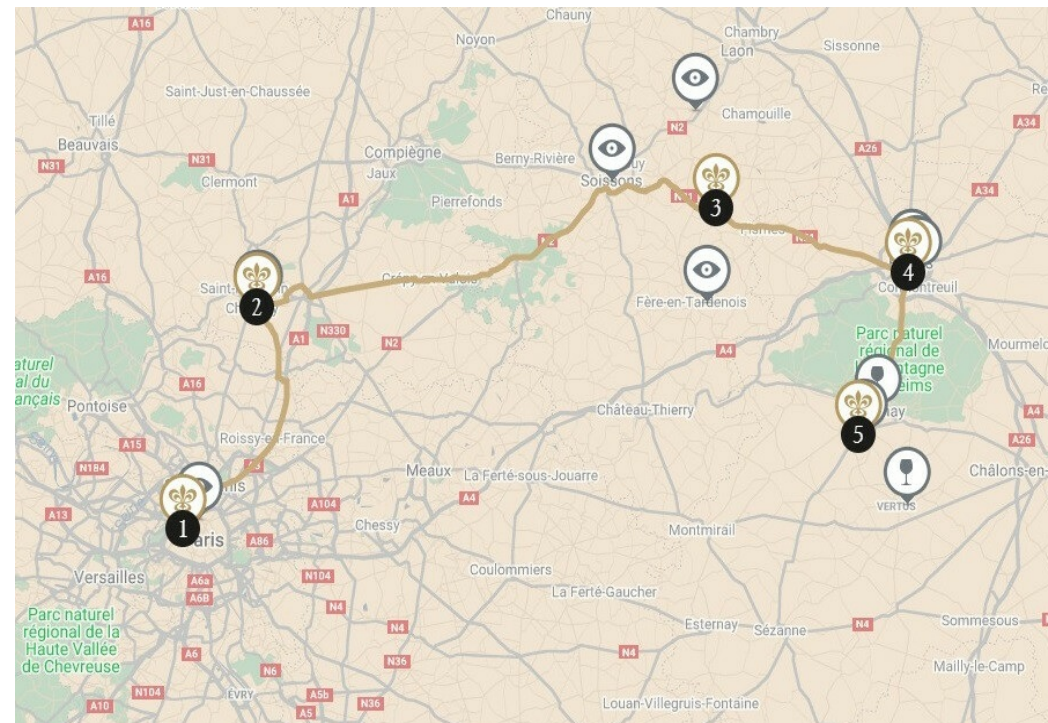 A16
Chauny
Chambry
Laon
Sissonne
Noyon
Saint-Just-en-Chaussée
N2
Chamouille
Tillé
Beauvais
A34
N31
N31
Compiègne
Jaux
Berny-Rivière
A26
N31
Clermont
Soissons
A34
A1
Pierrefonds
N31
3
N31
N2
4
A16
Crépy-en-Valois
Fère-en-Tardenois
2
N330
A1
N2
Parc naturel
régional de
A4
Mourmelo
A16
Pontoise
Château-Thierry
A4
A15
Roissy-en-France
5
A26
N184
Meaux
La Ferté-sous-Jouarre
Châlons-en-
A13
A104
A4
1
Paris
A86
Chessy
Montmirail
VERTUS
Versailles
A6a
A6B
N104
Coulommiers
La Ferté-Gaucher
Parc naturel
régional de la
Haute Vallée
de Chevreuse
N4
Esternay
Sézanne
N4
Sommesous
A6
N4
N4
N6
N36
Mailly-le-Camp
N104
ÉVRY
A5b
N36
A10
A5
Louan-Villegruis-Fontaine